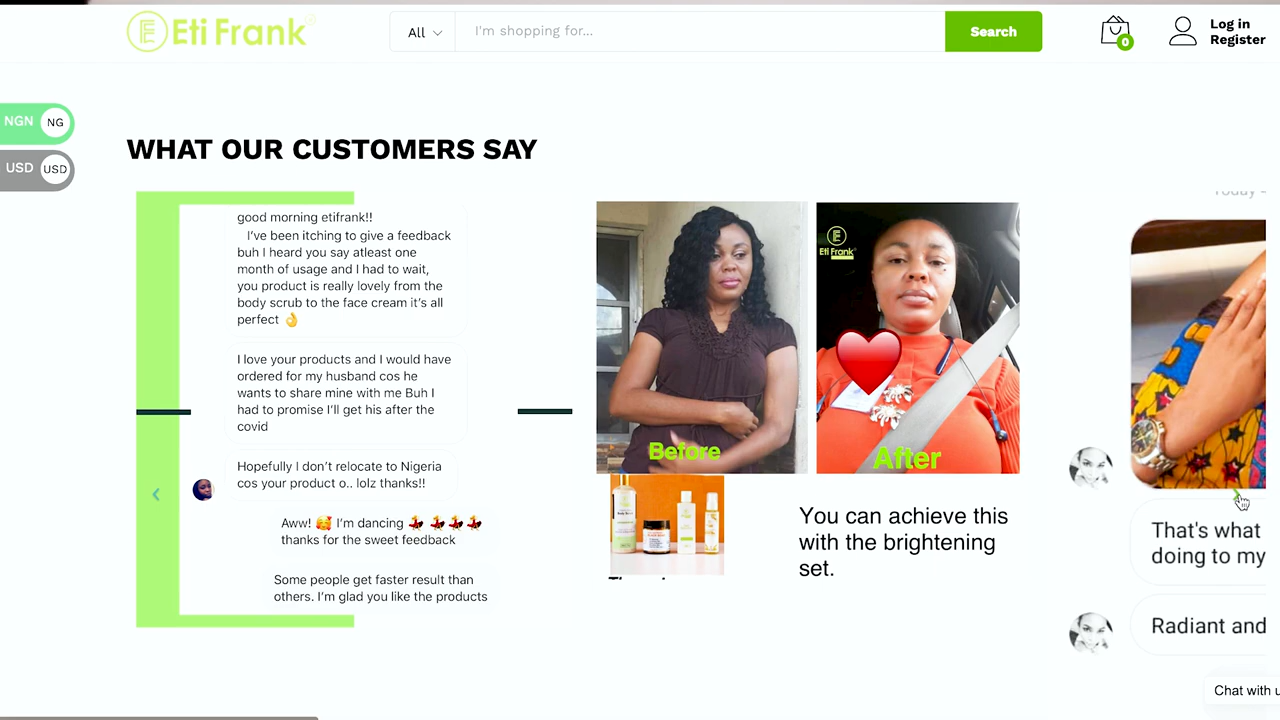 Eti Frank
All
I'm shopping for...
Search
0
Log in
Register
NGN NG
USD USD
WHAT OUR CUSTOMERS SAY
good morning etifrank!!
I've been itching to give a feedback
buh I heard you say atleast one
month of usage and I had to wait,
you product is really lovely from the
body scrub to the face cream it's all
perfect 👌
I love your products and I would have
ordered for my husband cos he
wants to share mine with me Buh I
had to promise I'll get his after the
covid
Hopefully I don't relocate to Nigeria
cos your product o.. lolz thanks!!
Aww! 🥰 I'm dancing 💃💃💃💃
thanks for the sweet feedback
Some people get faster result than
others. I'm glad you like the products
Before
Eti Frank
After
You can achieve this
with the brightening
set.
Today
That's what
doing to my
Radiant and
Chat with u